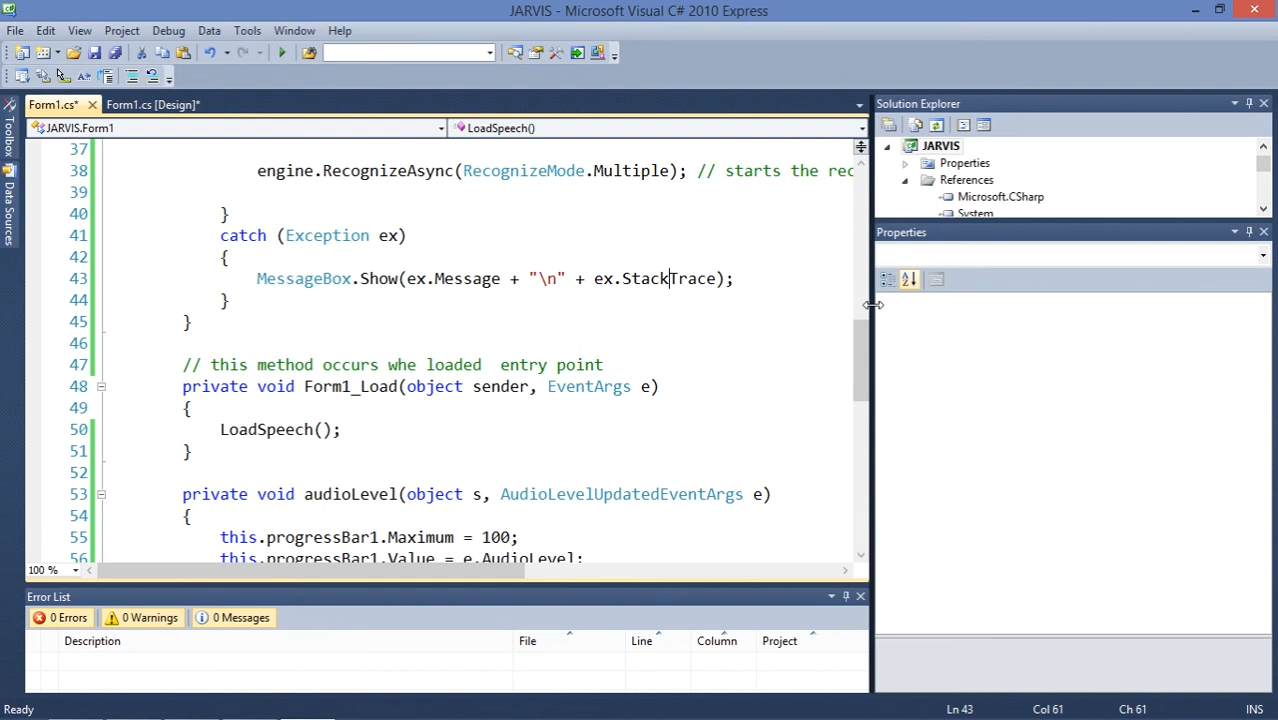 JARVIS - Microsoft Visual C# 2010 Express
File Edit View Project Debug Data Tools Window Help
Form1.cs* Form1.cs [Design]* Solution Explorer
JARVIS.Form1 LoadSpeech()
Toolbox
Data Sources
37
38 engine.RecognizeAsync(RecognizeMode.Multiple); // starts the rec
39
40 }
41 catch (Exception ex)
42 {
43 MessageBox.Show(ex.Message + "\n" + ex.StackTrace);
44 }
45 }
46
47 // this method occurs whe loaded  entry point
48 private void Form1_Load(object sender, EventArgs e)
49 {
50 LoadSpeech();
51 }
52
53 private void audioLevel(object s, AudioLevelUpdatedEventArgs e)
54 {
55 this.progressBar1.Maximum = 100;
56 this.progressBar1.Value = e.AudioLevel;
100 %
JARVIS
Properties
References
Microsoft.CSharp
System
Properties
Error List
0 Errors 0 Warnings 0 Messages
Description File Line Column Project
Ready Ln 43 Col 61 Ch 61 INS